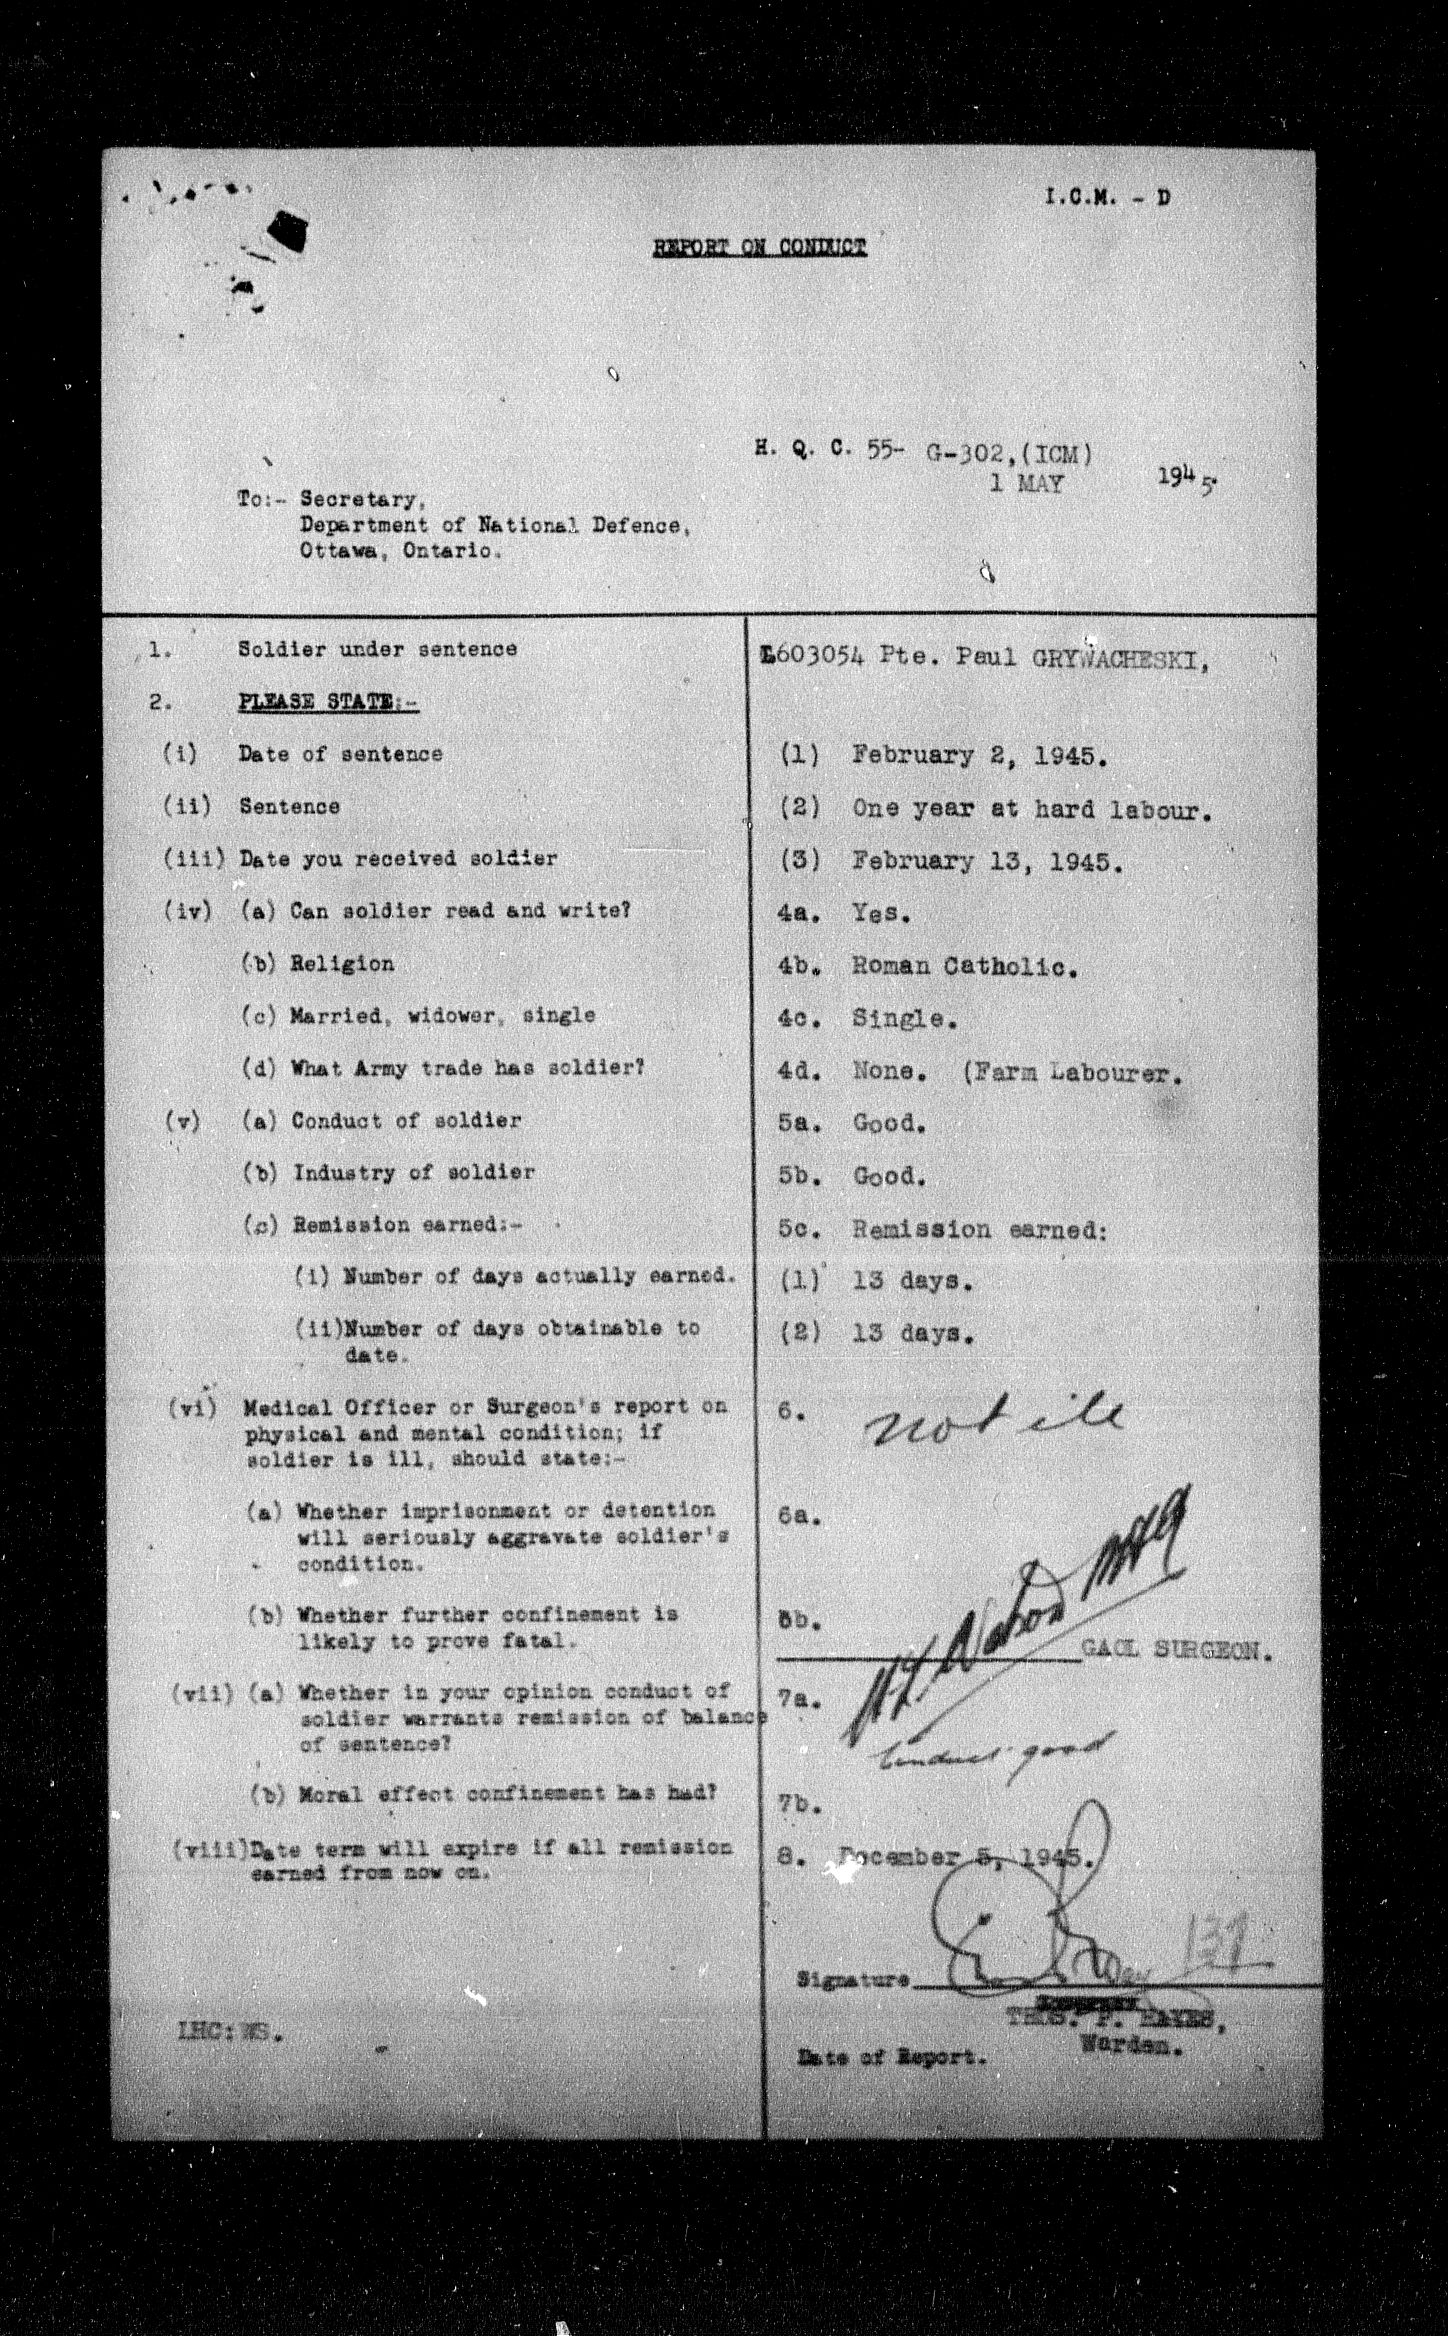 I.C.M. - D
REPORT ON CONDUCT
H. Q. C. 55- G-302,(ICM)
1 MAY 1945.
To:- Secretary,
Department of National Defence,
Ottawa, Ontario.
1. Soldier under sentence L603054 Pte. Paul GRYWACHESKI,
2. PLEASE STATE:-
(i) Date of sentence (1) February 2, 1945.
(ii) Sentence (2) One year at hard labour.
(iii) Date you received soldier (3) February 13, 1945.
(iv) (a) Can soldier read and write? 4a. Yes.
(b) Religion 4b. Roman Catholic.
(c) Married, widower, single 4c. Single.
(d) What Army trade has soldier? 4d. None. (Farm Labourer.
(v) (a) Conduct of soldier 5a. Good.
(b) Industry of soldier 5b. Good.
(c) Remission earned:- 5c. Remission earned:
(i) Number of days actually earned. (1) 13 days.
(ii)Number of days obtainable to (2) 13 days.
date.
(vi) Medical Officer or Surgeon's report on 6. not ill
physical and mental condition; if
soldier is ill, should state:-
(a) Whether imprisonment or detention 6a.
will seriously aggravate soldier's
condition.
(b) Whether further confinement is 6b.
likely to prove fatal.
GAOL SURGEON.
(vii) (a) Whether in your opinion conduct of 7a.
soldier warrants remission of balance
of sentence?
Conduct good
(b) Moral effect confinement has had? 7b.
(viii)Date term will expire if all remission 8. December 5, 1945.
earned from now on.
137
Signature
THOS. P. HAYES,
LHC:WS.
Warden.
Date of Report.